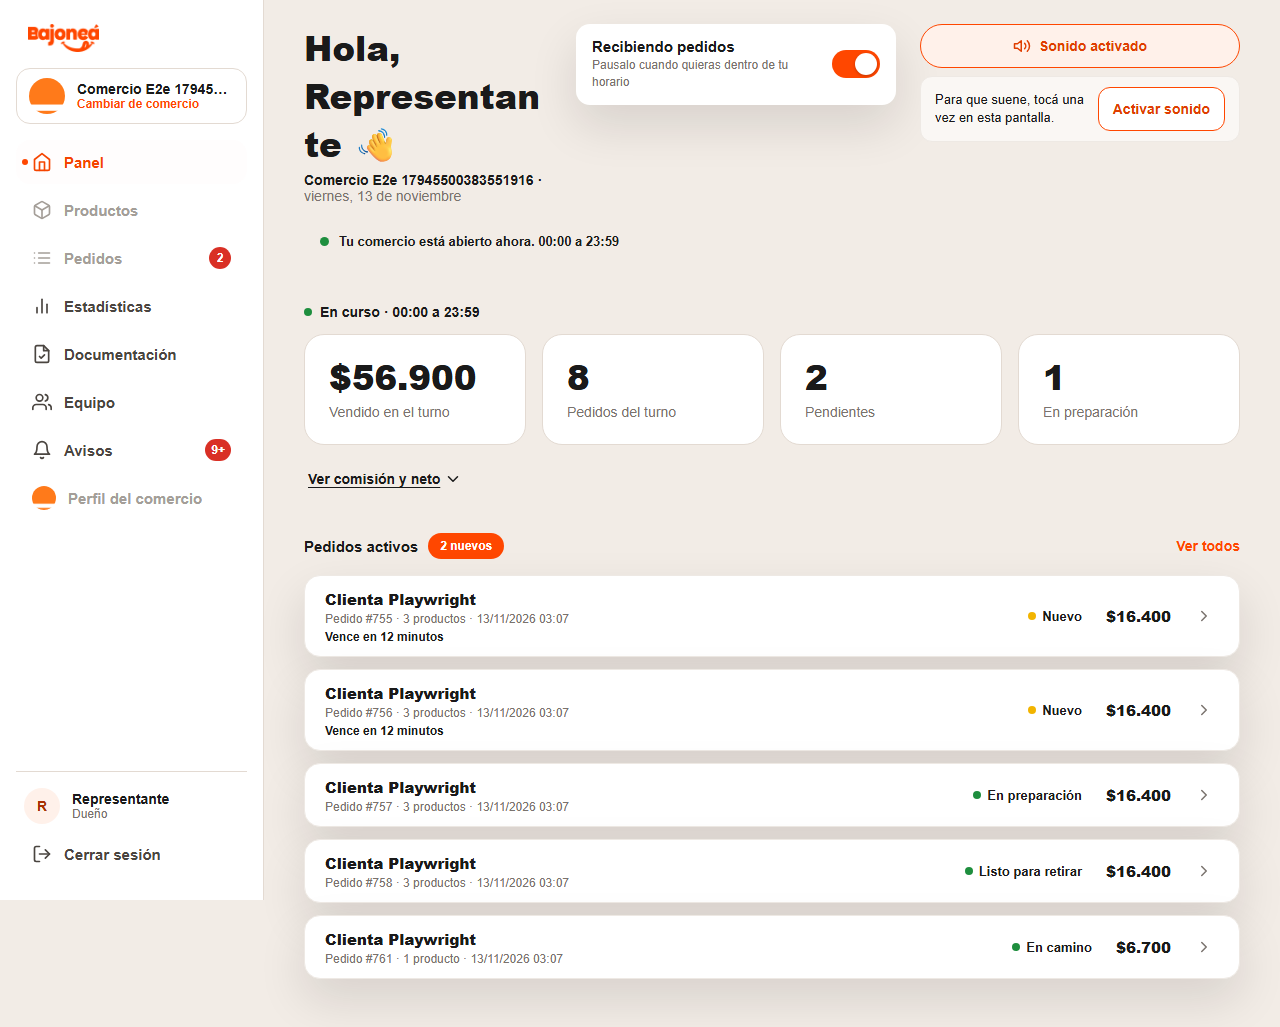 Bajoneá
Comercio E2e 17945...
Cambiar de comercio
Panel
Productos
Pedidos 2
Estadísticas
Documentación
Equipo
Avisos 9+
Perfil del comercio
R
Representante
Dueño
Cerrar sesión
Hola,
Representan
te 👋
Comercio E2e 17945500383551916 ·
viernes, 13 de noviembre
Recibiendo pedidos
Pausalo cuando quieras dentro de tu
horario
Sonido activado
Para que suene, tocá una
vez en esta pantalla.
Activar sonido
Tu comercio está abierto ahora. 00:00 a 23:59
En curso · 00:00 a 23:59
$56.900
Vendido en el turno
8
Pedidos del turno
2
Pendientes
1
En preparación
Ver comisión y neto
Pedidos activos 2 nuevos
Ver todos
Clienta Playwright
Pedido #755 · 3 productos · 13/11/2026 03:07
Vence en 12 minutos
Nuevo $16.400
Clienta Playwright
Pedido #756 · 3 productos · 13/11/2026 03:07
Vence en 12 minutos
Nuevo $16.400
Clienta Playwright
Pedido #757 · 3 productos · 13/11/2026 03:07
En preparación $16.400
Clienta Playwright
Pedido #758 · 3 productos · 13/11/2026 03:07
Listo para retirar $16.400
Clienta Playwright
Pedido #761 · 1 producto · 13/11/2026 03:07
En camino $6.700